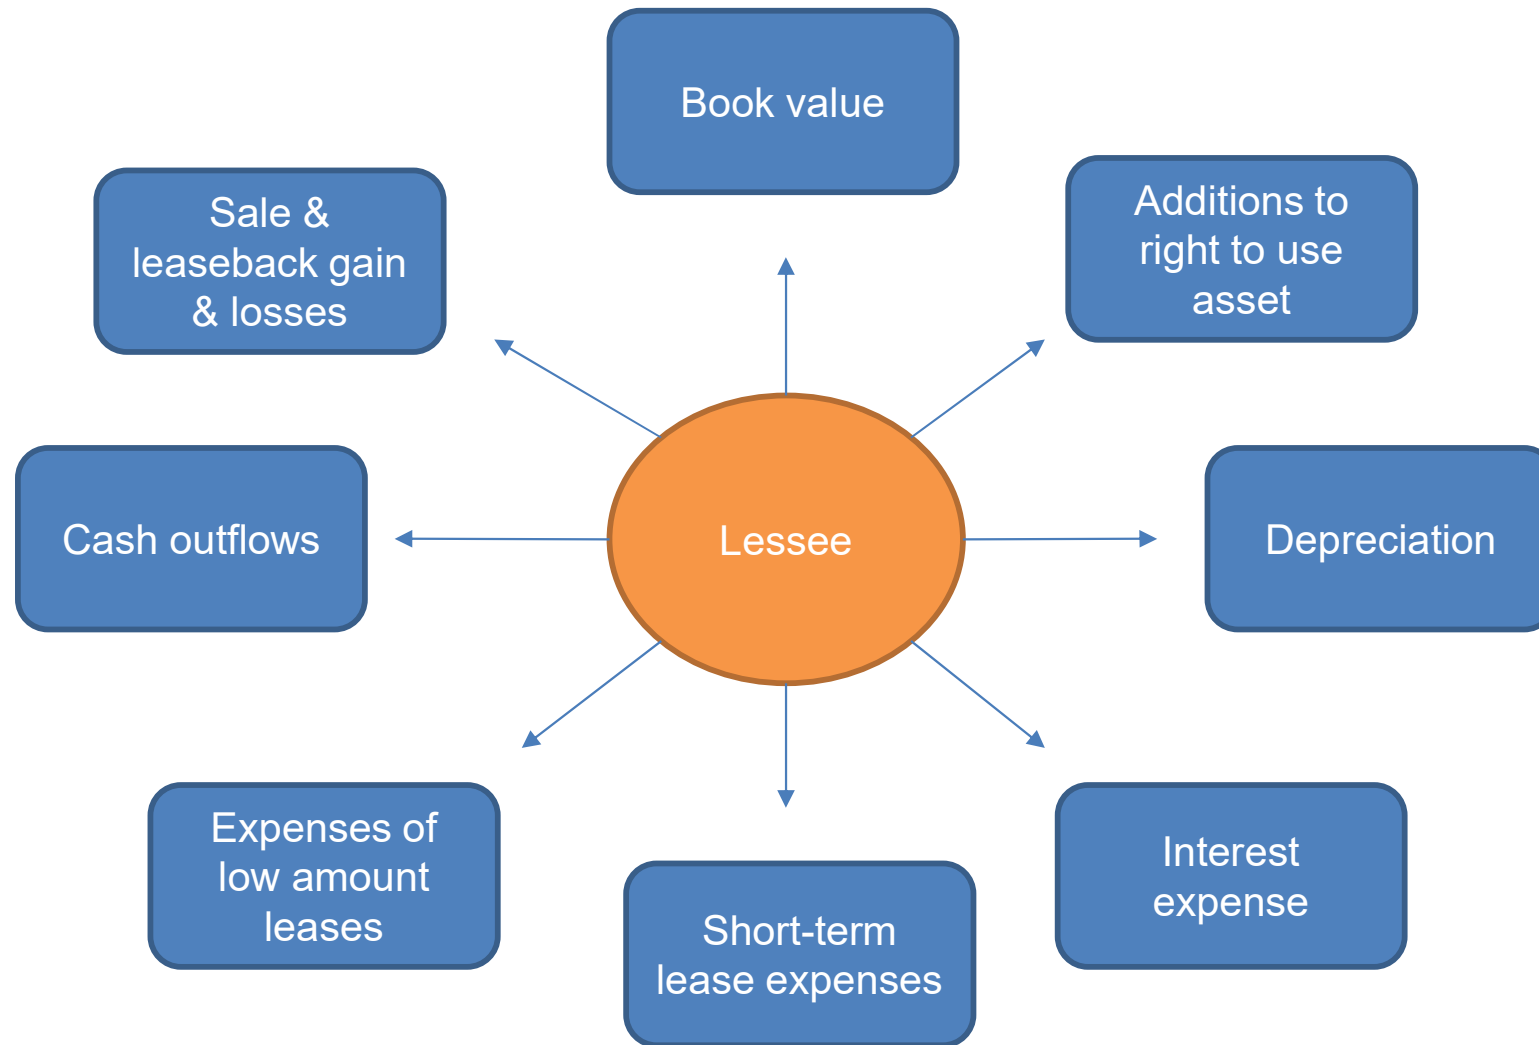 Book value
Sale &
leaseback gain
& losses
Additions to
right to use
asset
Cash outflows
Lessee
Depreciation
Expenses of
low amount
leases
Short-term
lease expenses
Interest
expense